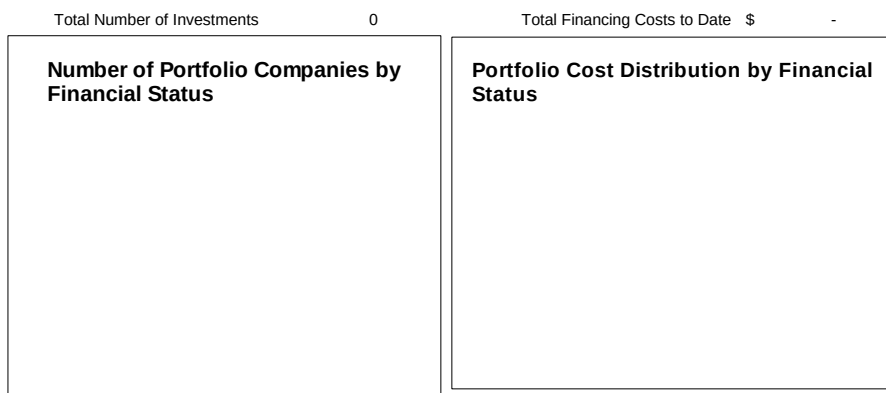 Total Number of Investments 0 Total Financing Costs to Date $ -
Number of Portfolio Companies by
Financial Status
Portfolio Cost Distribution by Financial
Status